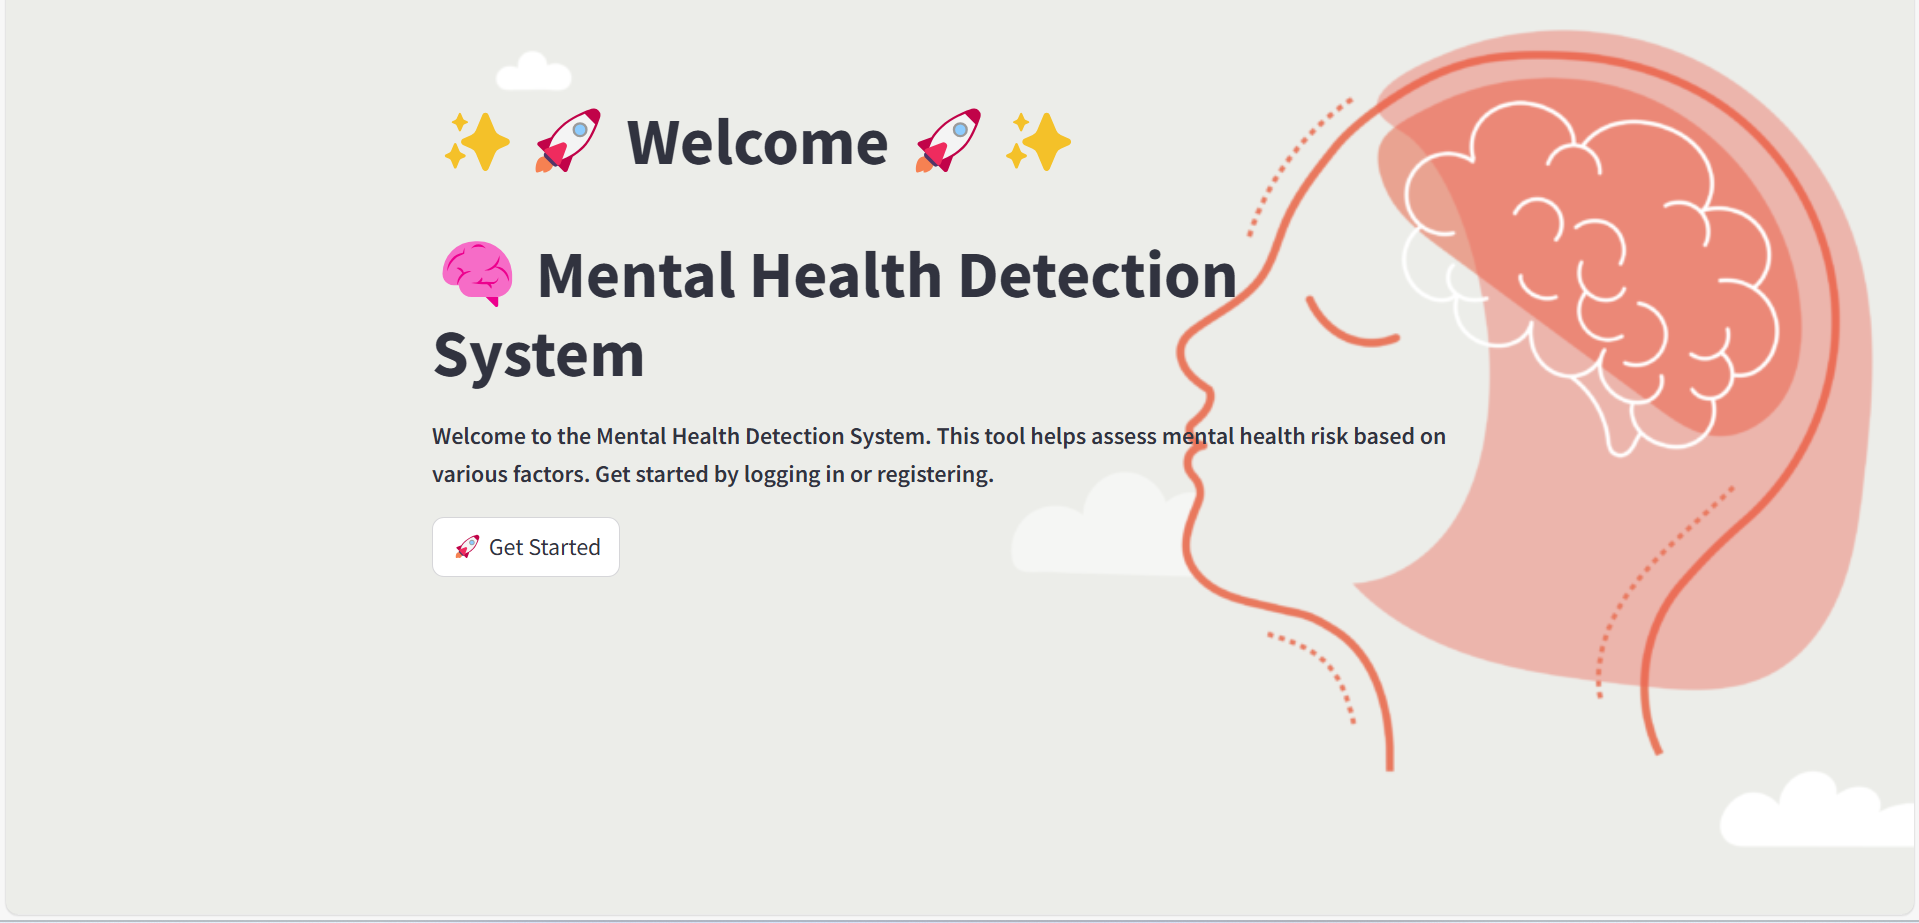 ✨ 🚀 Welcome 🚀 ✨
🧠 Mental Health Detection
System
Welcome to the Mental Health Detection System. This tool helps assess mental health risk based on
various factors. Get started by logging in or registering.
🚀 Get Started